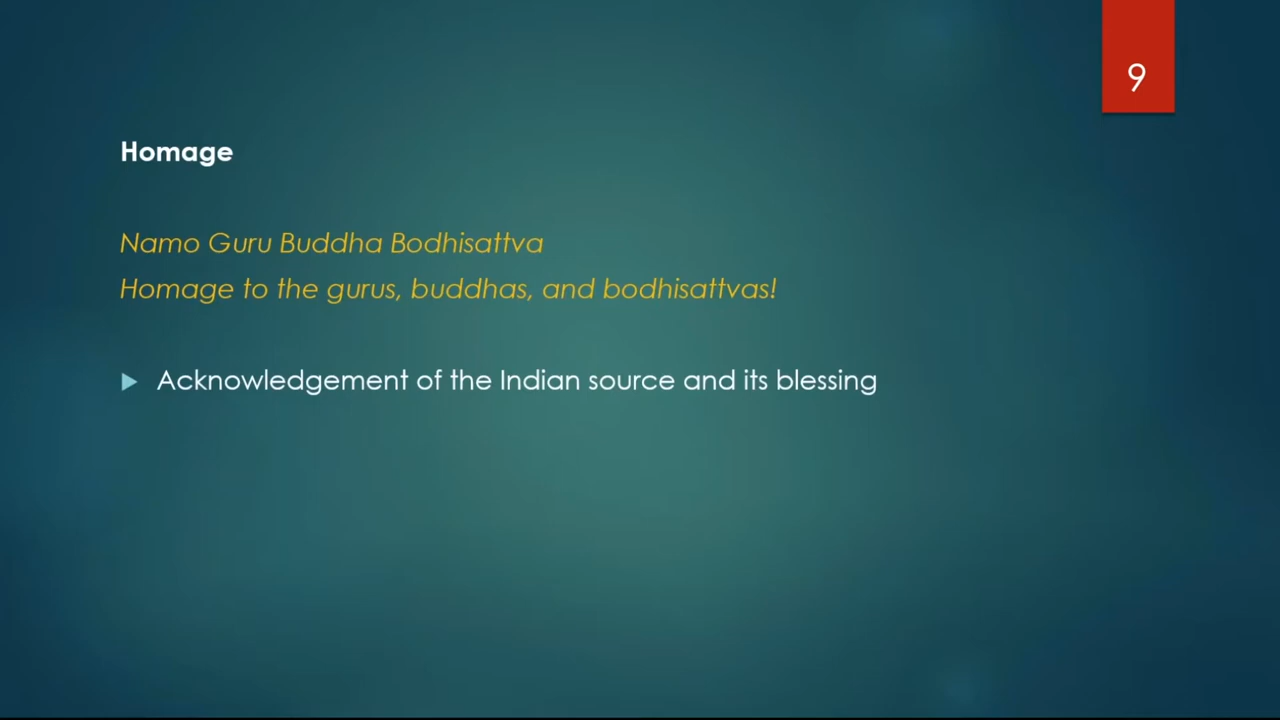 9
Homage
Namo Guru Buddha Bodhisattva
Homage to the gurus, buddhas, and bodhisattvas!
Acknowledgement of the Indian source and its blessing